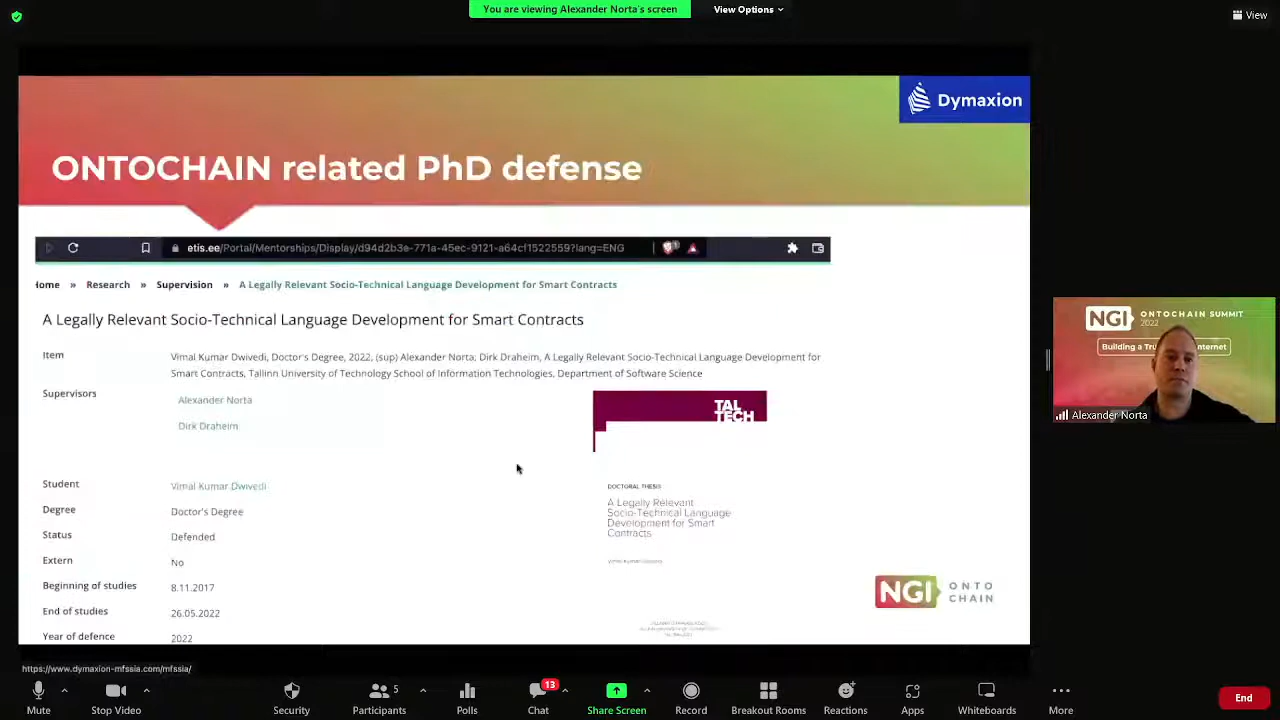 You are viewing Alexander Norta's screen
View Options
View
Dymaxion
ONTOCHAIN related PhD defense
etis.ee/Portal/Mentorships/Display/d94d2b3e-771a-45ec-9121-a64cf1522559?lang=ENG
Home » Research » Supervision » A Legally Relevant Socio-Technical Language Development for Smart Contracts
A Legally Relevant Socio-Technical Language Development for Smart Contracts
Item
Vimal Kumar Dwivedi, Doctor's Degree, 2022, (sup) Alexander Norta; Dirk Draheim, A Legally Relevant Socio-Technical Language Development for
Smart Contracts, Tallinn University of Technology School of Information Technologies, Department of Software Science
Supervisors
Alexander Norta
Dirk Draheim
TAL
TECH
Student
Vimal Kumar Dwivedi
Degree
Doctor's Degree
Status
Defended
Extern
No
Beginning of studies
8.11.2017
End of studies
26.05.2022
Year of defence
2022
DOCTORAL THESIS
A Legally Relevant
Socio-Technical Language
Development for Smart
Contracts
NGI
ONTO
CHAIN
NGI
ONTOCHAIN SUMMIT
2022
Building a
Internet
Alexander Norta
https://www.dymaxion-mfssia.com/mfssia/
Mute
Stop Video
Security
5
Participants
Polls
13
Chat
Share Screen
Record
Breakout Rooms
Reactions
Apps
Whiteboards
More
End